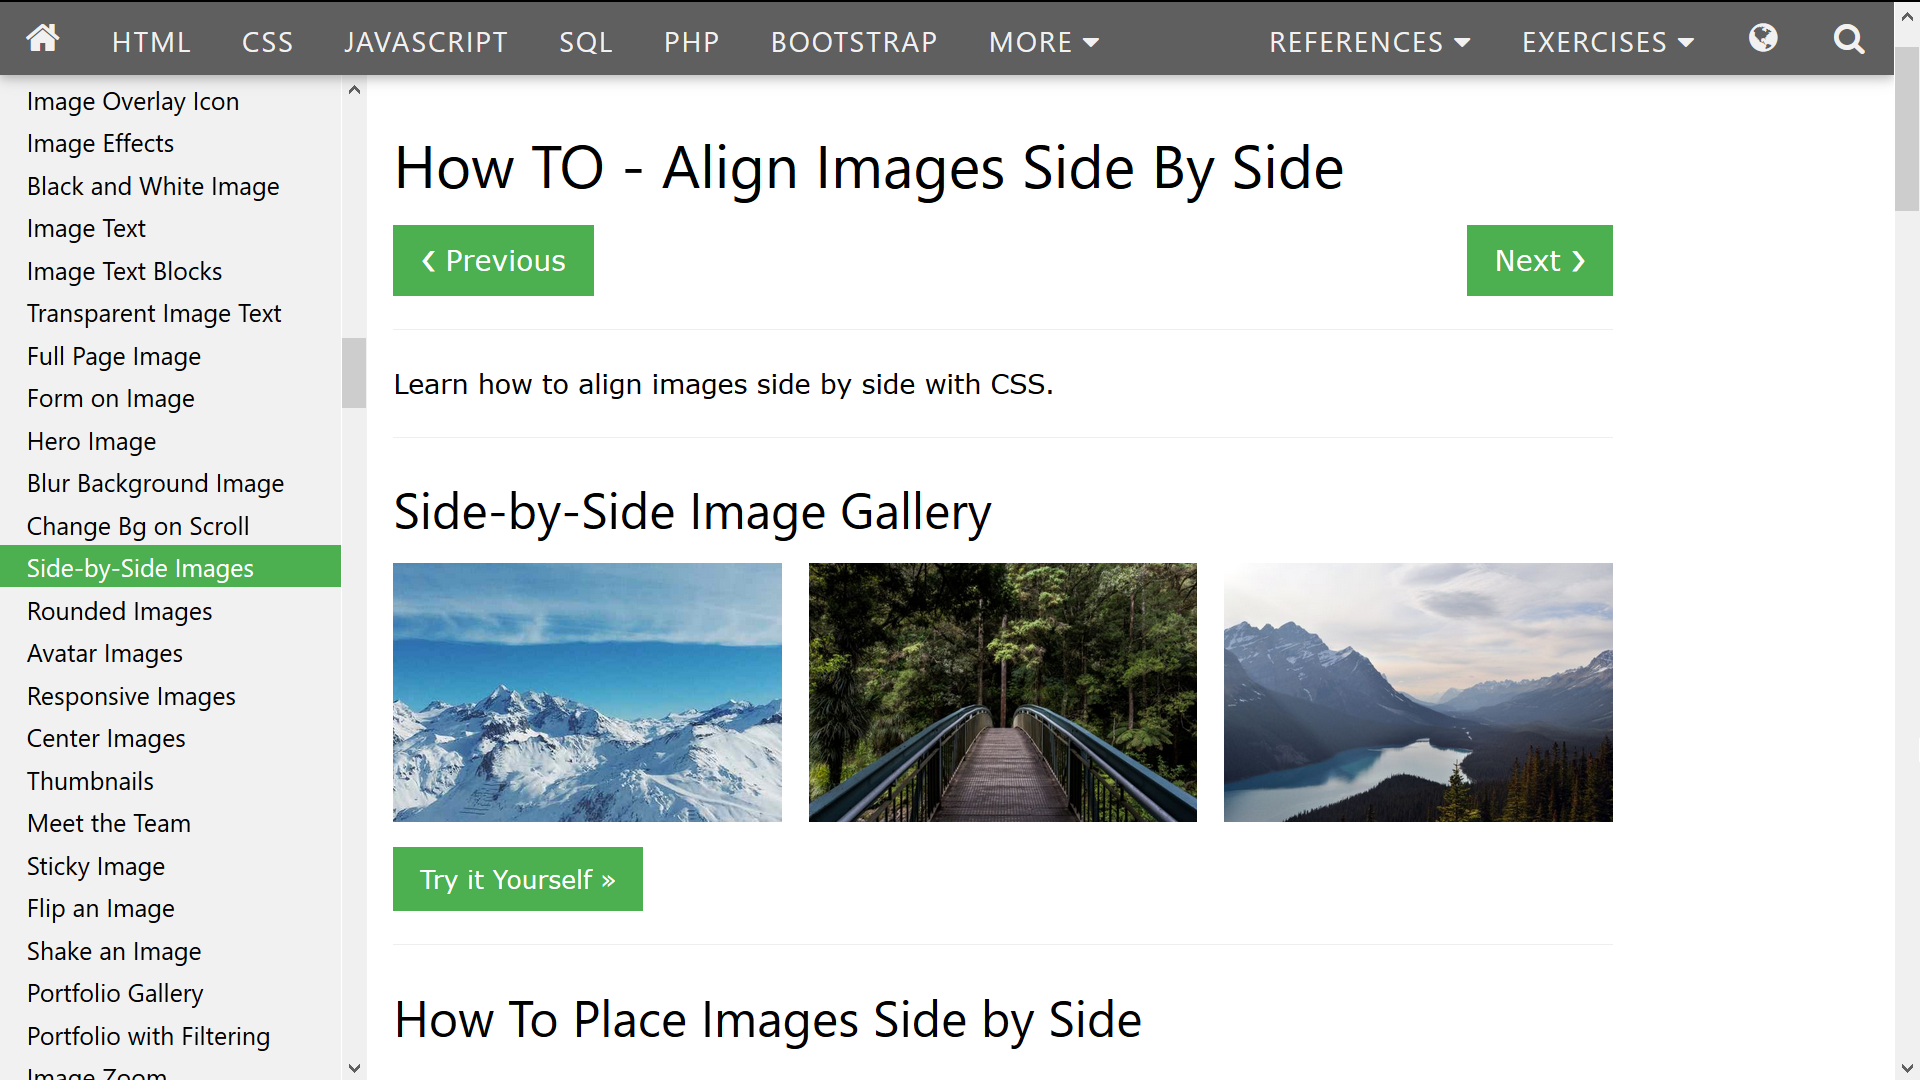 HTML CSS JAVASCRIPT SQL PHP BOOTSTRAP MORE REFERENCES EXERCISES
Image Overlay Icon
Image Effects
Black and White Image
Image Text
Image Text Blocks
Transparent Image Text
Full Page Image
Form on Image
Hero Image
Blur Background Image
Change Bg on Scroll
Side-by-Side Images
Rounded Images
Avatar Images
Responsive Images
Center Images
Thumbnails
Meet the Team
Sticky Image
Flip an Image
Shake an Image
Portfolio Gallery
Portfolio with Filtering
Image Zoom
How TO - Align Images Side By Side
❮ Previous
Next ❯
Learn how to align images side by side with CSS.
Side-by-Side Image Gallery
Try it Yourself »
How To Place Images Side by Side